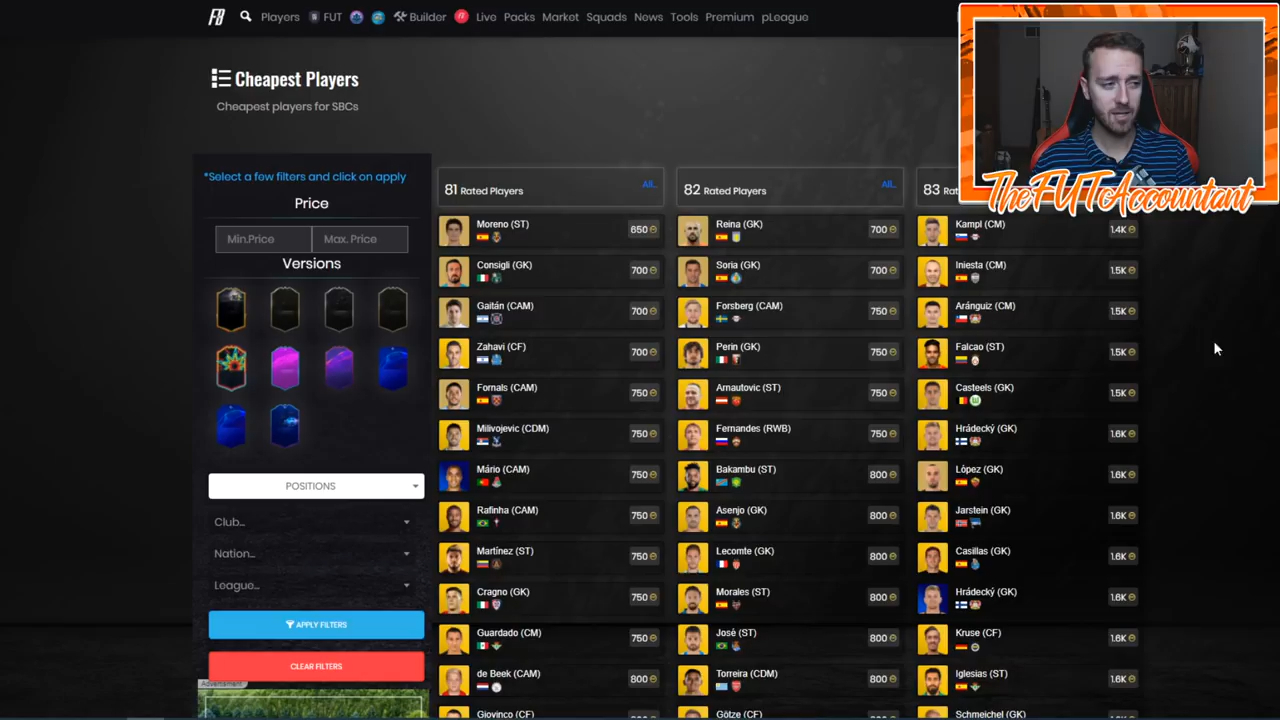 FB Players FUT Builder Live Packs Market Squads News Tools Premium pLeague
Cheapest Players
Cheapest players for SBCs
TheFUTAccountant
*Select a few filters and click on apply
Price
Min.Price Max. Price
Versions
POSITIONS
Club...
Nation...
League...
APPLY FILTERS
CLEAR FILTERS
Advertisement
81 Rated Players All..
Moreno (ST) 650
Consigli (GK) 700
Gaitán (CAM) 700
Zahavi (CF) 700
Fornals (CAM) 750
Milivojevic (CDM) 750
Mário (CAM) 750
Rafinha (CAM) 750
Martínez (ST) 750
Cragno (GK) 750
Guardado (CM) 750
de Beek (CAM) 800
Giovinco (CF) 800
82 Rated Players All..
Reina (GK) 700
Soria (GK) 700
Forsberg (CAM) 750
Perin (GK) 750
Arnautovic (ST) 750
Fernandes (RWB) 750
Bakambu (ST) 800
Asenjo (GK) 800
Lecomte (GK) 800
Morales (ST) 800
José (ST) 800
Torreira (CDM) 800
Götze (CF) 800
83 Rat
Kampl (CM) 1.4K
Iniesta (CM) 1.5K
Aránguiz (CM) 1.5K
Falcao (ST) 1.5K
Casteels (GK) 1.5K
Hrádecký (GK) 1.6K
López (GK) 1.6K
Jarstein (GK) 1.6K
Casillas (GK) 1.6K
Hrádecký (GK) 1.6K
Kruse (CF) 1.6K
Iglesias (ST) 1.6K
Schmeichel (GK) 1.6K